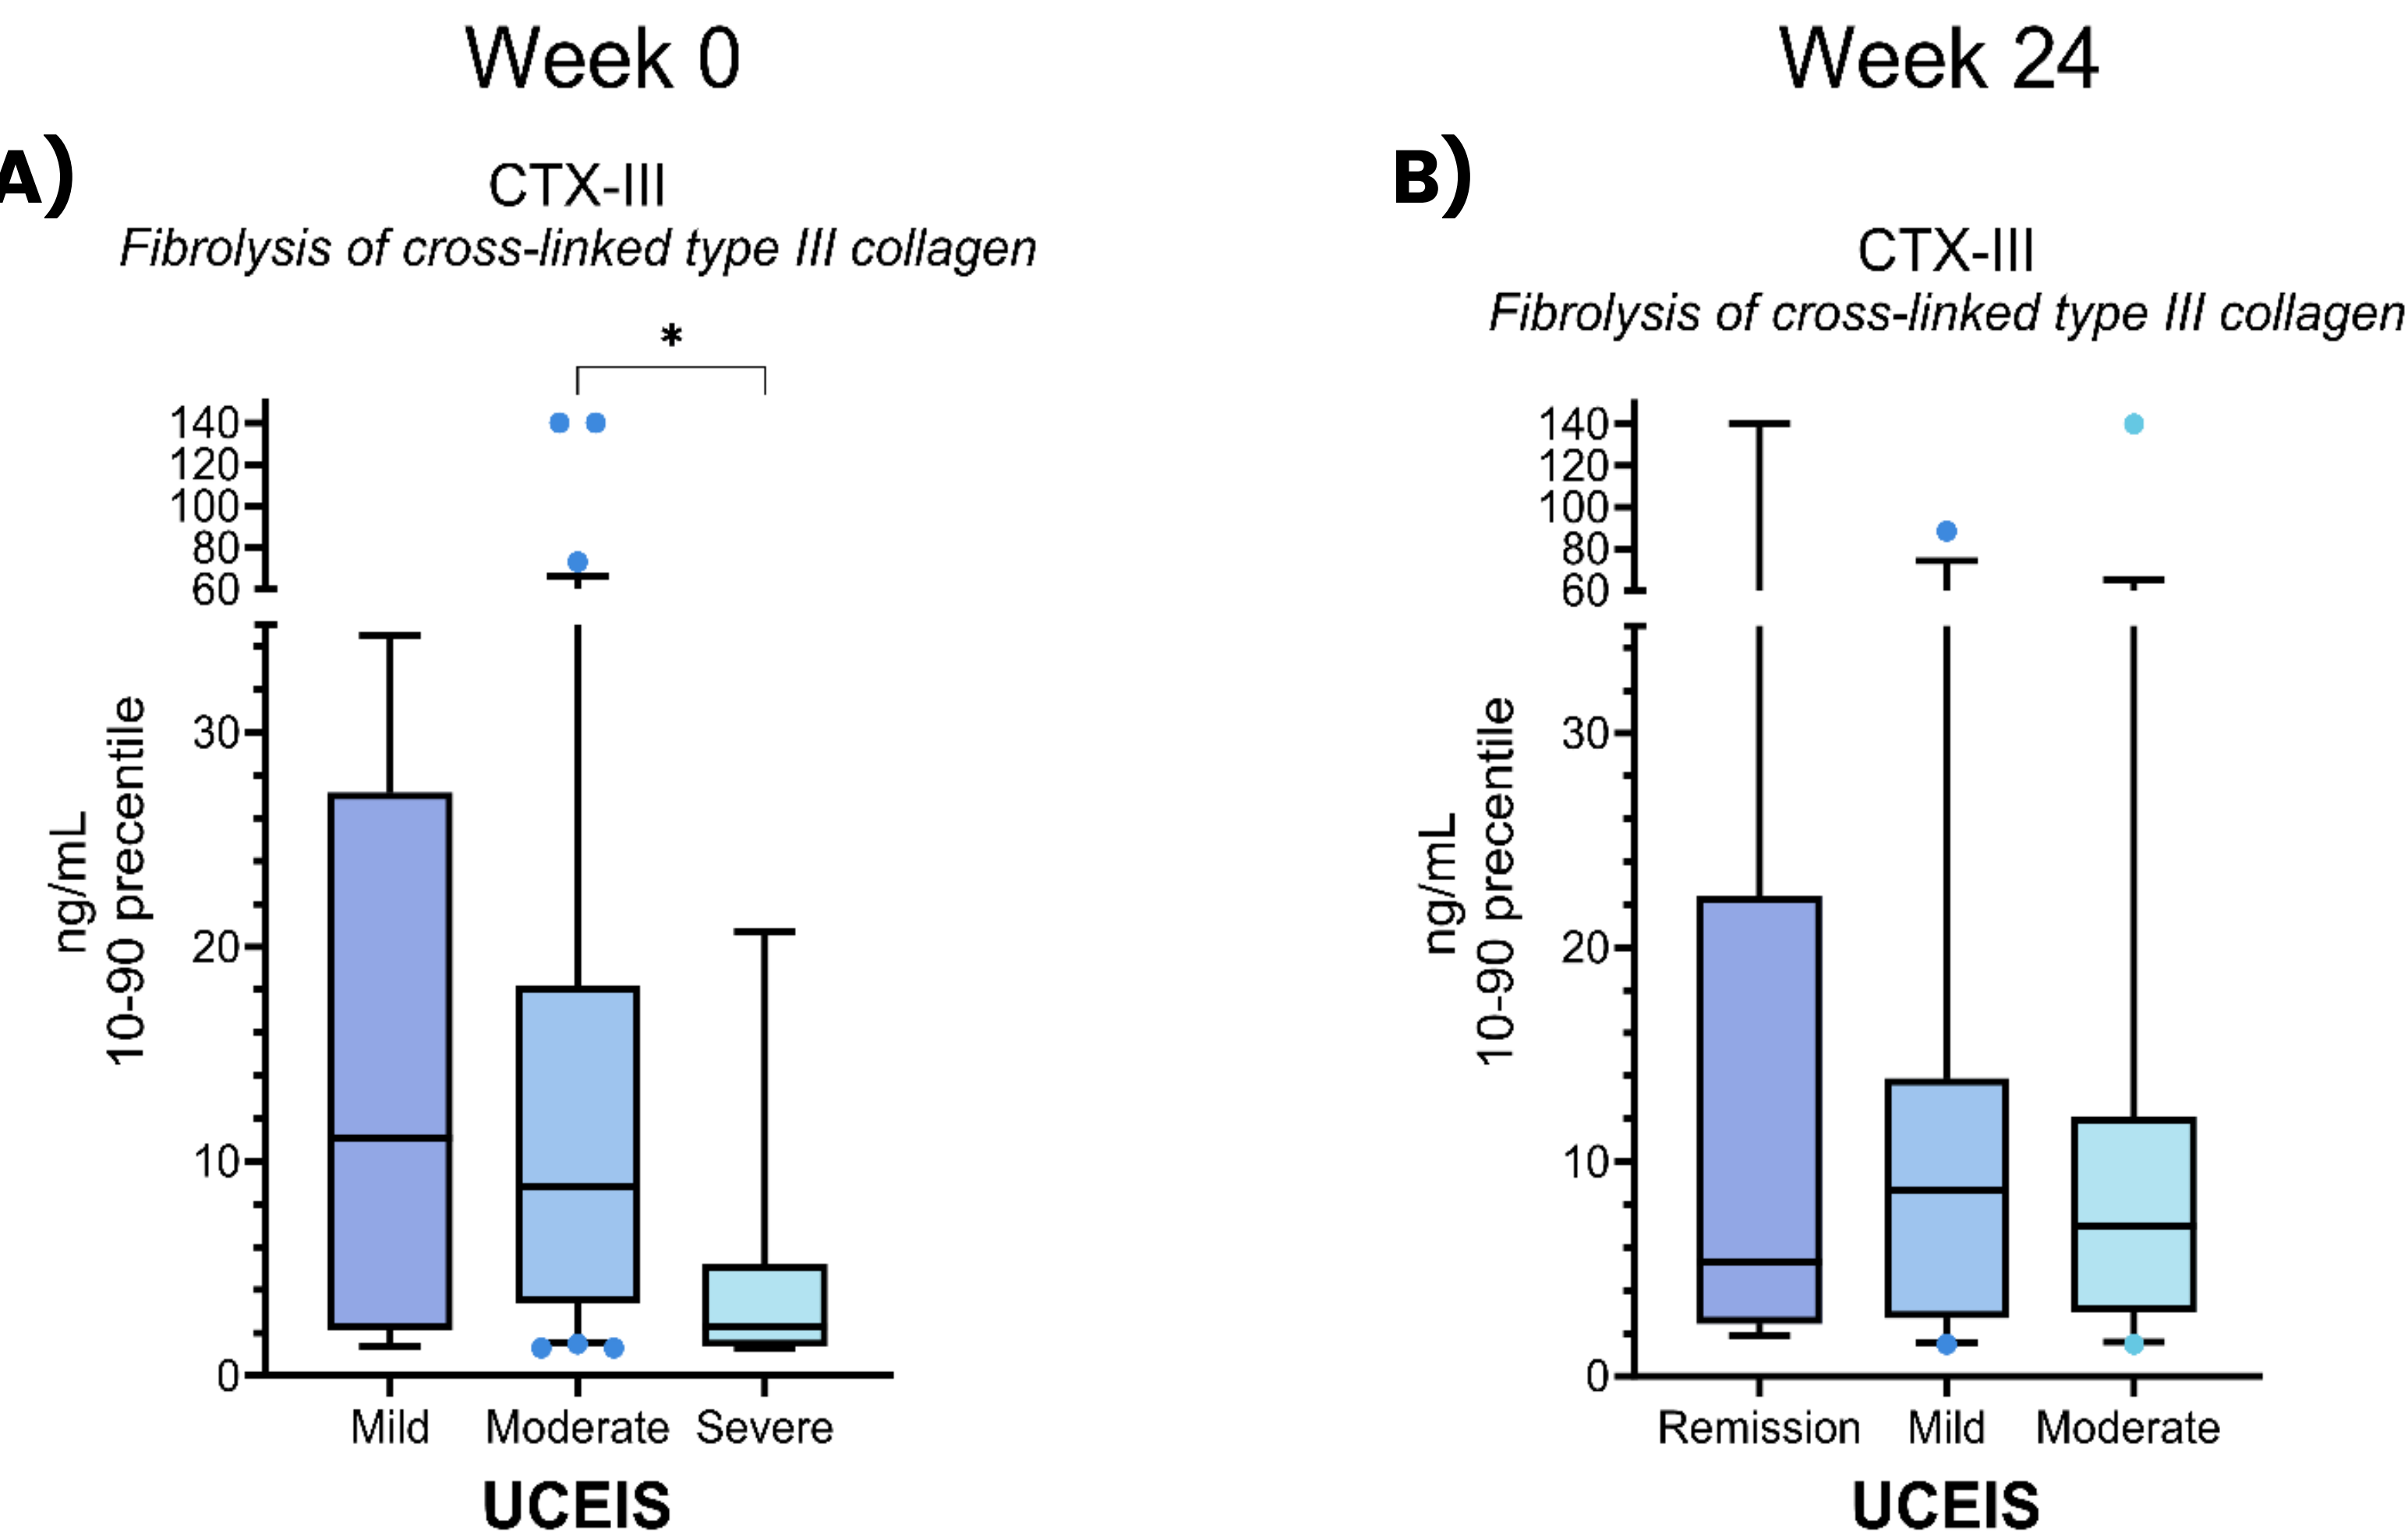 Week 0
A)
CTX-III
Fibrolysis of cross-linked type III collagen
*
140
120
100
80
60
30
20
10
0
ng/mL
10-90 precentile
Mild Moderate Severe
UCEIS
Week 24
B)
CTX-III
Fibrolysis of cross-linked type III collagen
140
120
100
80
60
30
20
10
0
ng/mL
10-90 precentile
Remission Mild Moderate
UCEIS